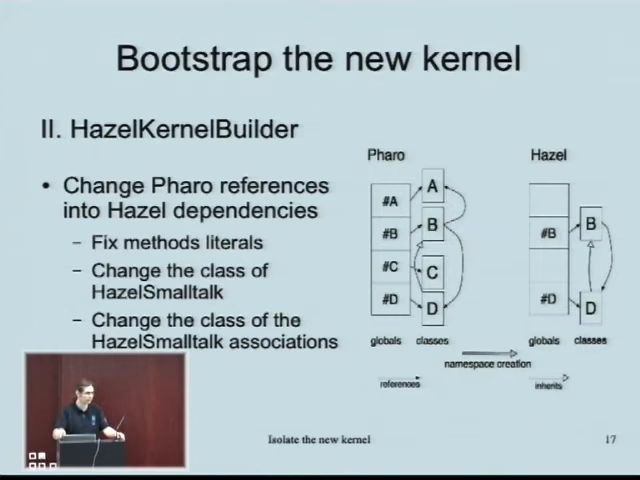 Bootstrap the new kernel
II. HazelKernelBuilder
• Change Pharo references
into Hazel dependencies
– Fix methods literals
– Change the class of
HazelSmalltalk
– Change the class of the
HazelSmalltalk associations
Pharo
#A
#B
#C
#D
A
B
C
D
globals
classes
Hazel
#B
#D
B
D
globals
classes
namespace creation
references
inherits
Isolate the new kernel
17